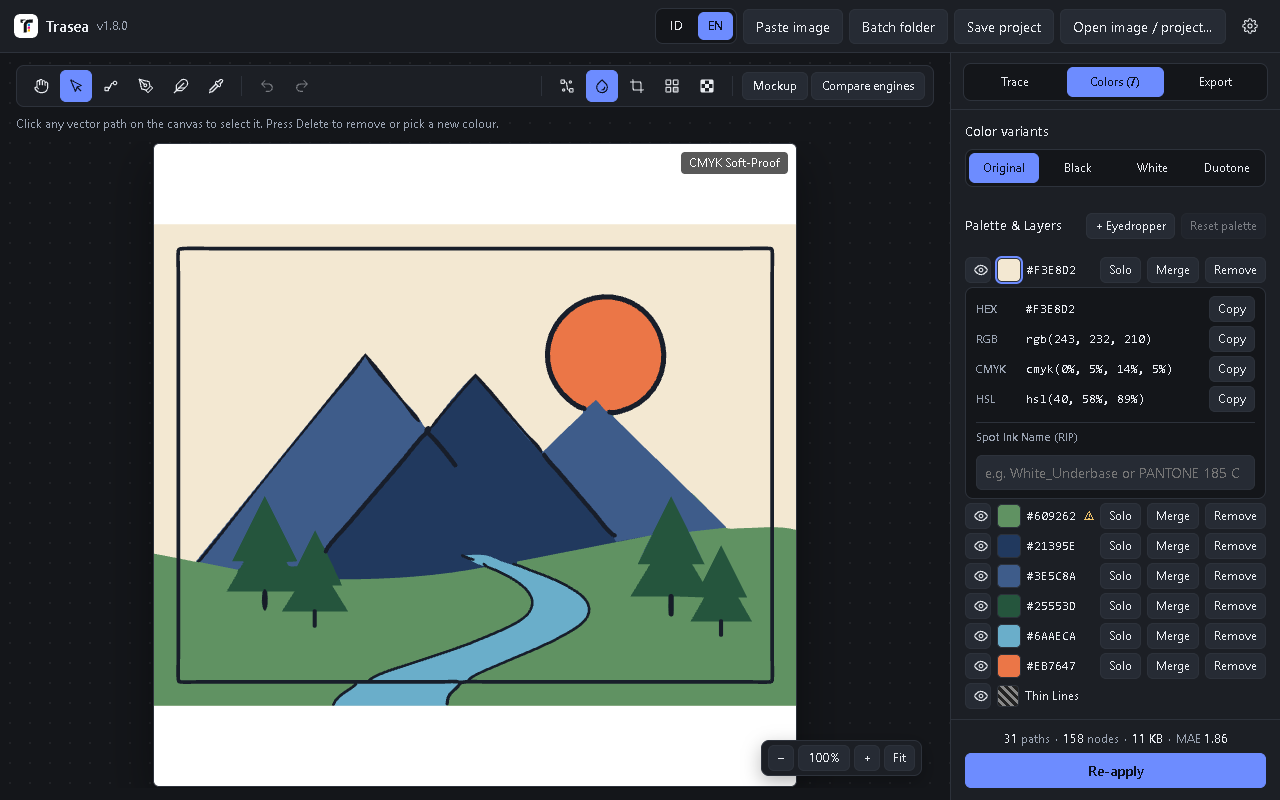 Trasea v1.8.0
ID EN Paste image Batch folder Save project Open image / project...
Mockup Compare engines
Click any vector path on the canvas to select it. Press Delete to remove or pick a new colour.
CMYK Soft-Proof
− 100% + Fit
Trace Colors (7) Export
Color variants
Original Black White Duotone
Palette & Layers + Eyedropper Reset palette
#F3E8D2 Solo Merge Remove
HEX #F3E8D2 Copy
RGB rgb(243, 232, 210) Copy
CMYK cmyk(0%, 5%, 14%, 5%) Copy
HSL hsl(40, 58%, 89%) Copy
Spot Ink Name (RIP)
e.g. White_Underbase or PANTONE 185 C
#609262 Solo Merge Remove
#21395E Solo Merge Remove
#3E5C8A Solo Merge Remove
#25553D Solo Merge Remove
#6AAECA Solo Merge Remove
#EB7647 Solo Merge Remove
Thin Lines
31 paths · 158 nodes · 11 KB · MAE 1.86
Re-apply